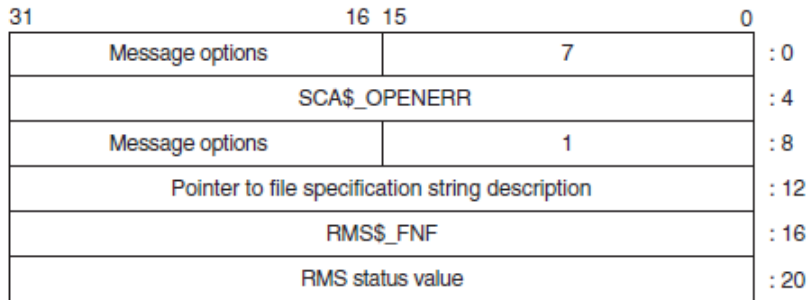 31 16 15 0
Message options 7 : 0
SCA$_OPENERR : 4
Message options 1 : 8
Pointer to file specification string description : 12
RMS$_FNF : 16
RMS status value : 20